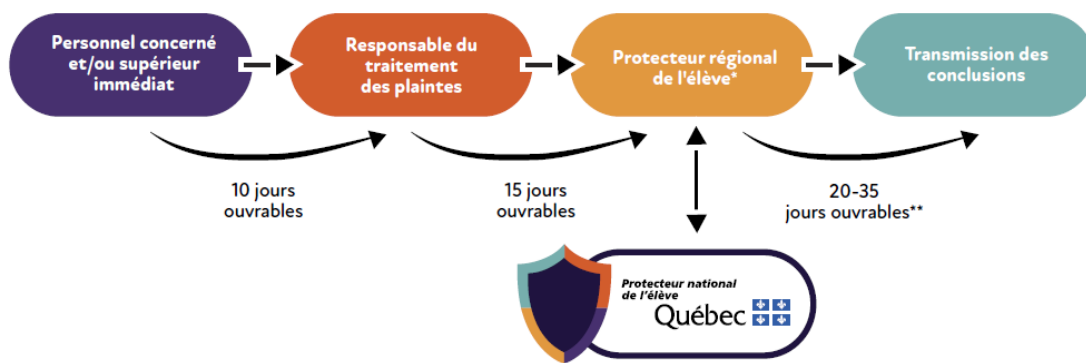 Personnel concerné
et/ou supérieur
immédiat
Responsable du
traitement
des plaintes
Protecteur régional
de l'élève*
Transmission des
conclusions
10 jours
ouvrables
15 jours
ouvrables
20-35
jours ouvrables**
Protecteur national
de l'élève
Québec